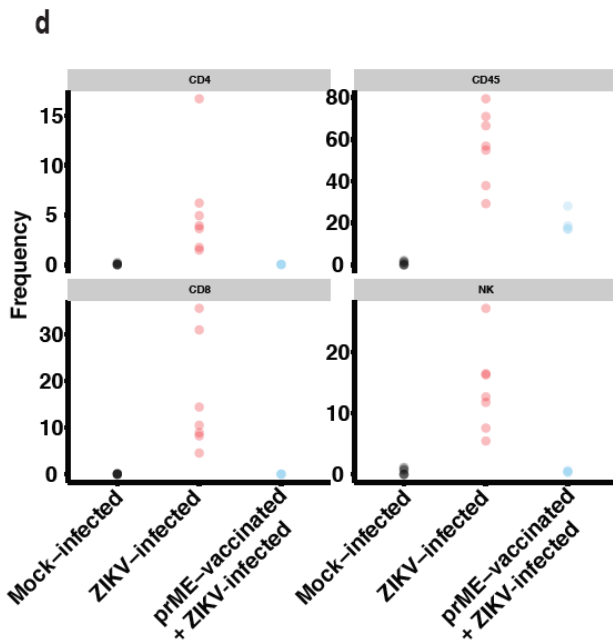 d
CD4
CD45
15
10
5
0
80
60
40
20
0
Frequency
CD8
NK
30
20
10
0
20
10
0
Mock–infected
ZIKV–infected
prME–vaccinated
+ ZIKV-infected
Mock–infected
ZIKV–infected
prME–vaccinated
+ ZIKV-infected